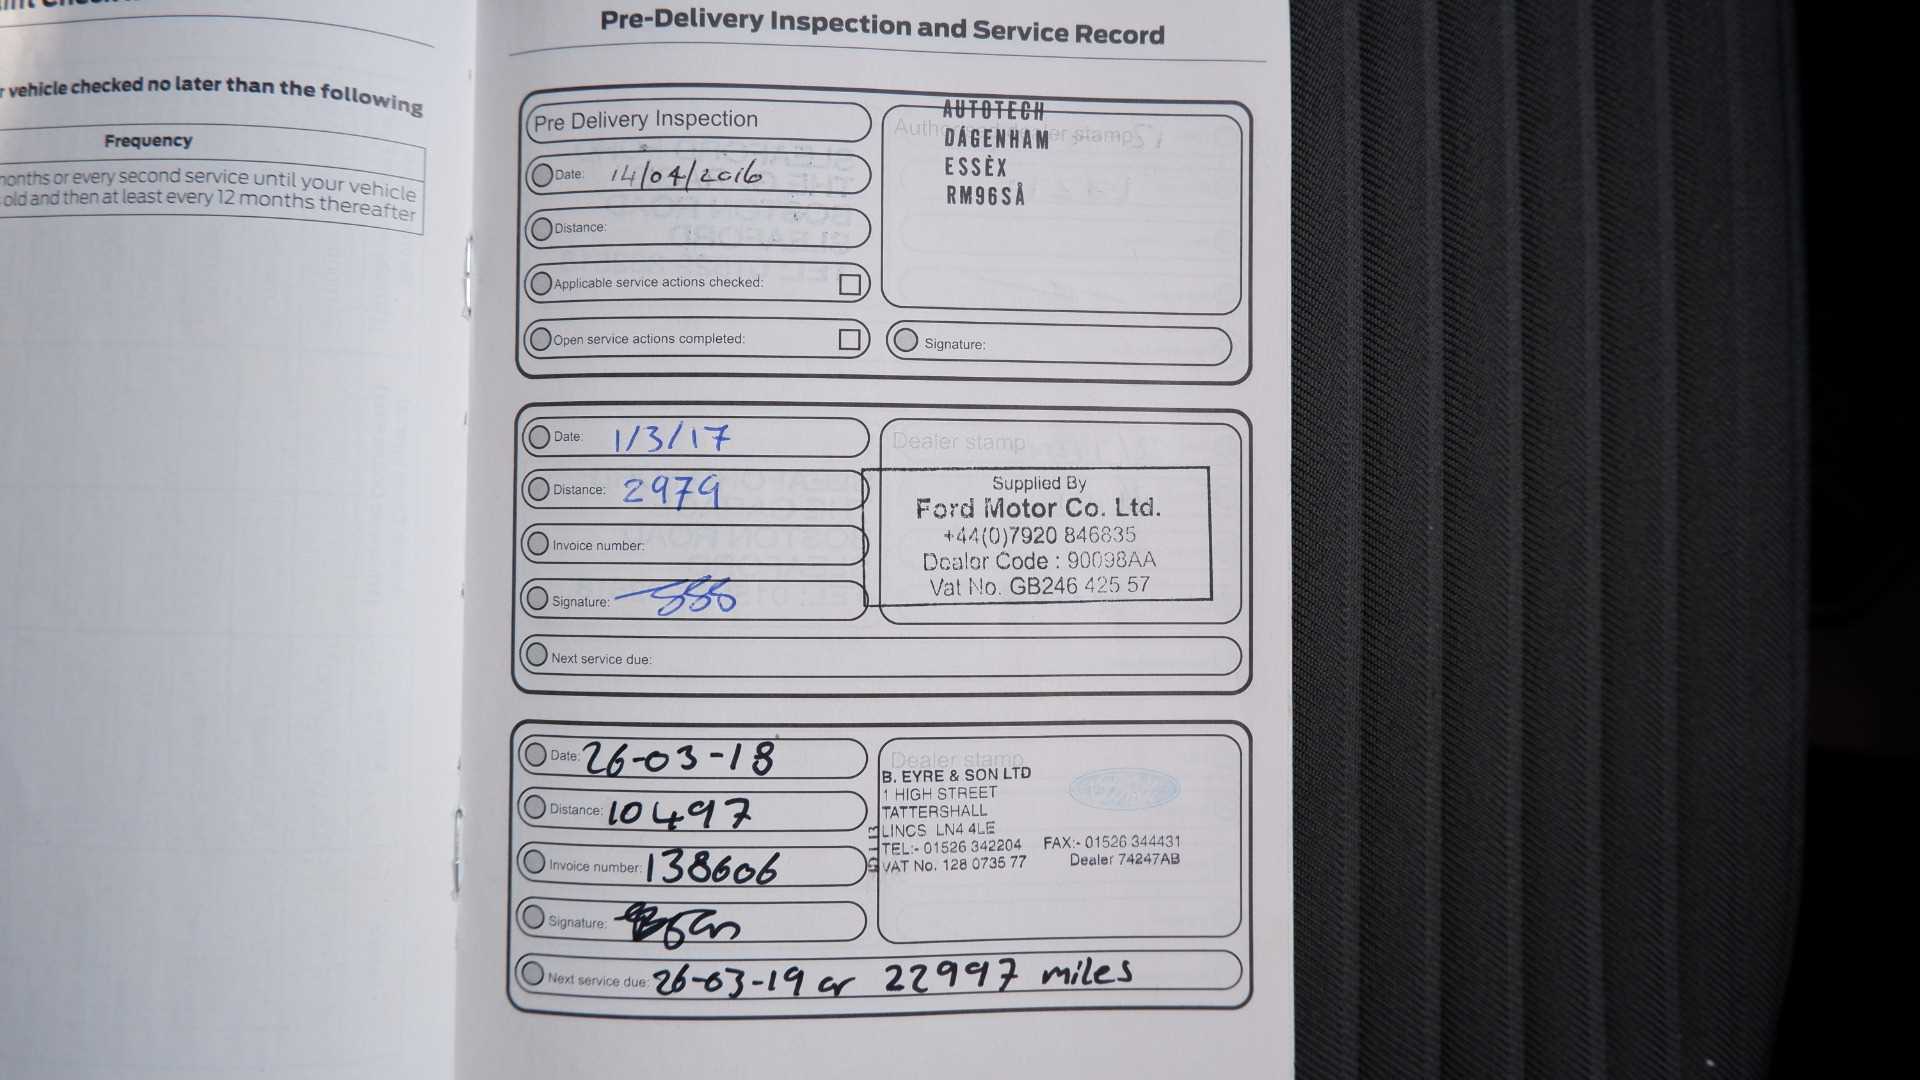 Pre-Delivery Inspection and Service Record
vehicle checked no later than the following
Frequency
months or every second service until your vehicle
old and then at least every 12 months thereafter
Pre Delivery Inspection
Date: 14/04/2016
Distance:
Applicable service actions checked:
Open service actions completed:
AUTOTECH
DAGENHAM
ESSEX
RM96SA
Signature:
Date: 1/3/17
Distance: 2979
Invoice number:
Signature:
Next service due:
Dealer stamp
Supplied By
Ford Motor Co. Ltd.
+44(0)7920 846835
Dealer Code : 90098AA
Vat No. GB246 425 57
Date: 26-03-18
Distance: 10497
Invoice number: 138606
Signature:
Next service due: 26-03-19 or 22997 miles
Dealer stamp
B. EYRE & SON LTD
1 HIGH STREET
TATTERSHALL
LINCS LN4 4LE
TEL:- 01526 342204 FAX:- 01526 344431
VAT No. 128 0735 77 Dealer 74247AB